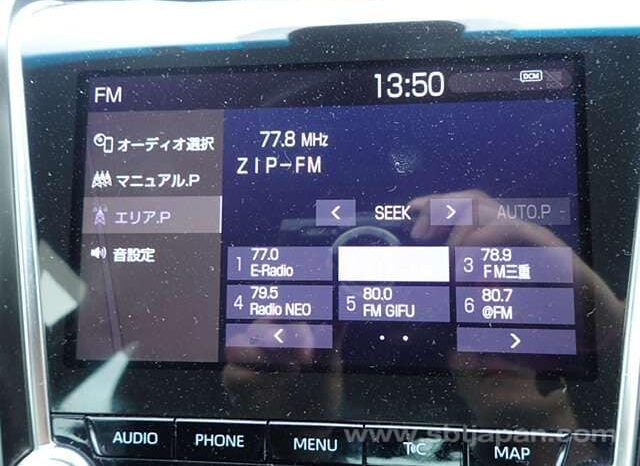 FM
13:50
DCM
オーディオ選択
マニュアル.P
エリア.P
音設定
77.8 MHz
ZIP-FM
< SEEK > AUTO.P
1 77.0 E-Radio
3 78.9 FM三重
4 79.5 Radio NEO
5 80.0 FM GIFU
6 80.7 @FM
< >
AUDIO PHONE MENU T C MAP
www.sbtjapan.com